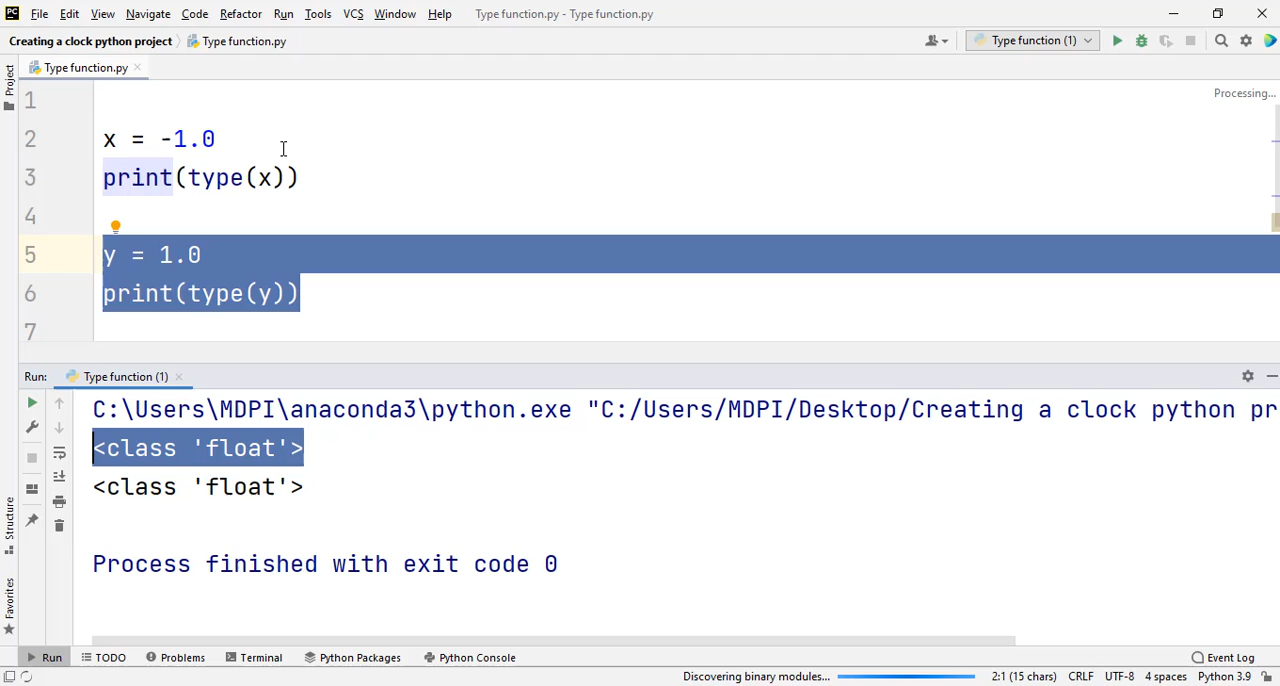 PC File Edit View Navigate Code Refactor Run Tools VCS Window Help Type function.py - Type function.py
Creating a clock python project Type function.py Type function (1)
Project
Type function.py
Processing...
1
2 x = -1.0
3 print(type(x))
4
5 y = 1.0
6 print(type(y))
7
Run: Type function (1)
C:\Users\MDPI\anaconda3\python.exe "C:/Users/MDPI/Desktop/Creating a clock python pr
<class 'float'>
<class 'float'>
Process finished with exit code 0
Structure
Favorites
Run TODO Problems Terminal Python Packages Python Console Event Log
Discovering binary modules... 2:1 (15 chars) CRLF UTF-8 4 spaces Python 3.9